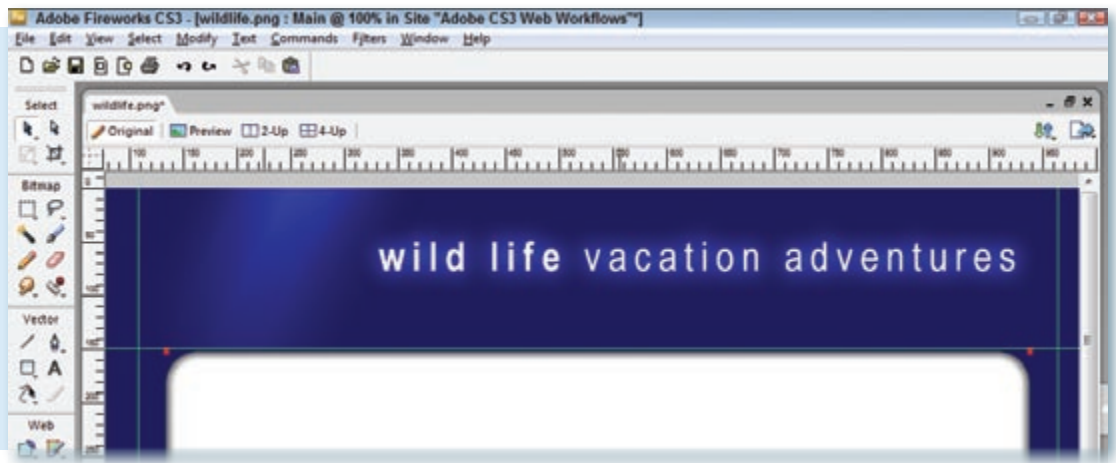 Adobe Fireworks CS3 - [wildlife.png : Main @ 100% in Site "Adobe CS3 Web Workflows"*]
File Edit View Select Modify Text Commands Filters Window Help
Select
wildlife.png*
Original Preview 2-Up 4-Up
Bitmap
wild life vacation adventures
Vector
A
Web